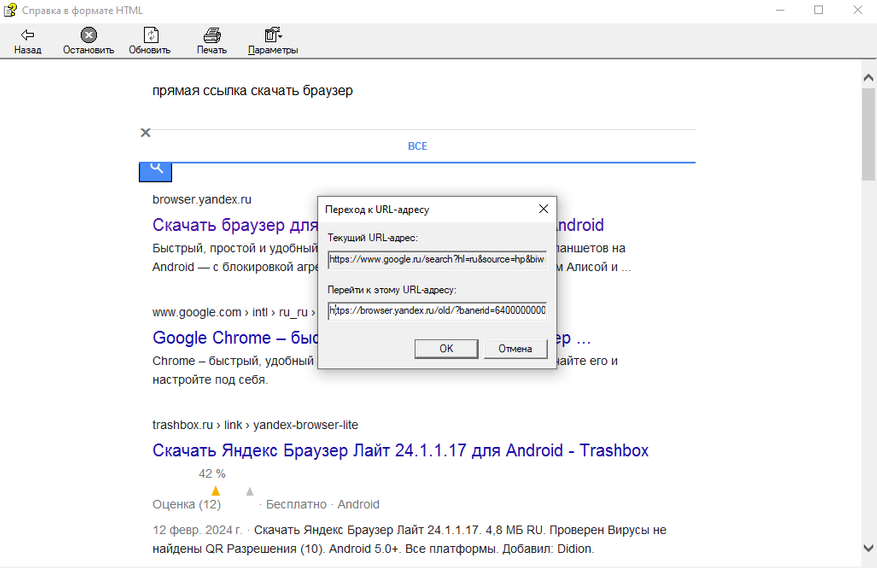 Справка в формате HTML
Назад Остановить Обновить Печать Параметры
прямая ссылка скачать браузер
ВСЕ
browser.yandex.ru
Скачать браузер для
ndroid
Быстрый, простой и удобный
ланшетов на
Android — с блокировкой агре
м Алисой и ...
Переход к URL-адресу
Текущий URL-адрес:
https://www.google.ru/search?hl=ru&source=hp&biw
Перейти к этому URL-адресу:
https://browser.yandex.ru/old/?banerid=6400000000
OK Отмена
www.google.com › intl › ru_ru ›
Google Chrome – быс
ер ...
Chrome – быстрый, удобный
чайте его и
настройте под себя.
trashbox.ru › link › yandex-browser-lite
Скачать Яндекс Браузер Лайт 24.1.1.17 для Android - Trashbox
42 %
Оценка (12) · Бесплатно · Android
12 февр. 2024 г. · Скачать Яндекс Браузер Лайт 24.1.1.17. 4,8 МБ RU. Проверен Вирусы не
найдены QR Разрешения (10). Android 5.0+. Все платформы. Добавил: Didion.